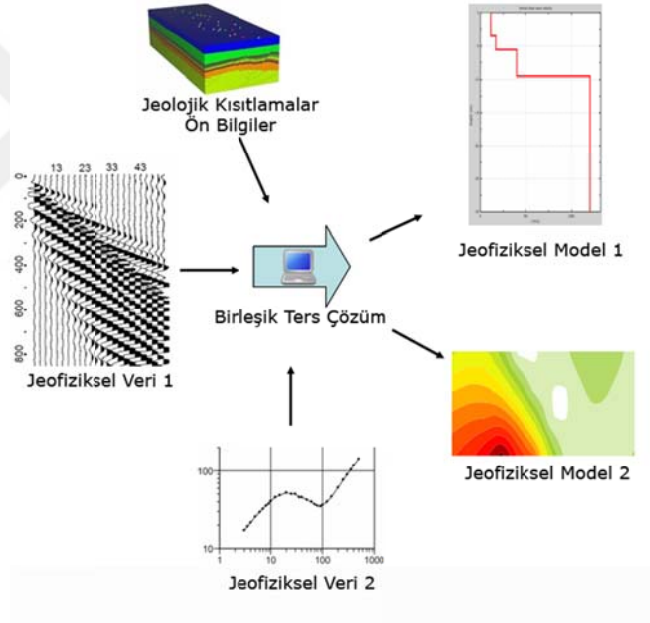 Jeolojik Kısıtlamalar
Ön Bilgiler
13 23 33 43
0
200
400
600
800
Jeofiziksel Veri 1
Birleşik Ters Çözüm
Jeofiziksel Model 1
Jeofiziksel Model 2
100
10
1 10 100 1000
Jeofiziksel Veri 2